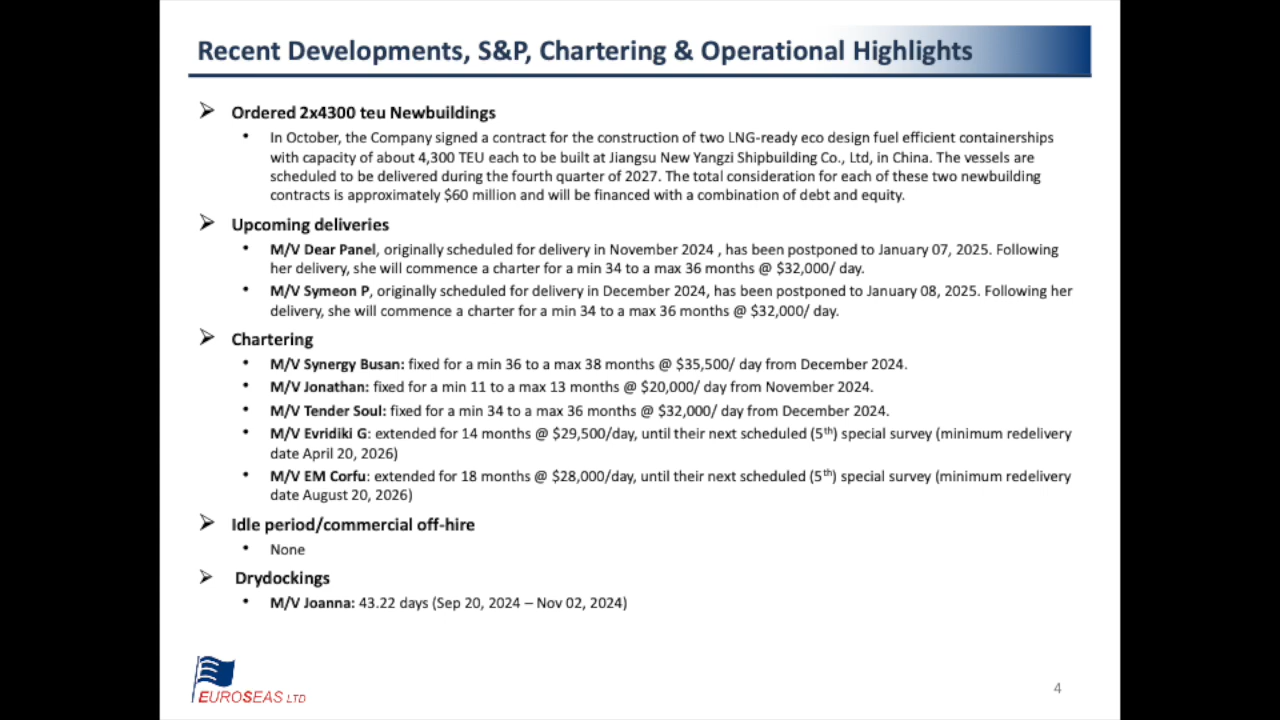 Recent Developments, S&P, Chartering & Operational Highlights
Ordered 2x4300 teu Newbuildings
In October, the Company signed a contract for the construction of two LNG-ready eco design fuel efficient containerships
with capacity of about 4,300 TEU each to be built at Jiangsu New Yangzi Shipbuilding Co., Ltd, in China. The vessels are
scheduled to be delivered during the fourth quarter of 2027. The total consideration for each of these two newbuilding
contracts is approximately $60 million and will be financed with a combination of debt and equity.
Upcoming deliveries
M/V Dear Panel, originally scheduled for delivery in November 2024 , has been postponed to January 07, 2025. Following
her delivery, she will commence a charter for a min 34 to a max 36 months @ $32,000/ day.
M/V Symeon P, originally scheduled for delivery in December 2024, has been postponed to January 08, 2025. Following her
delivery, she will commence a charter for a min 34 to a max 36 months @ $32,000/ day.
Chartering
M/V Synergy Busan: fixed for a min 36 to a max 38 months @ $35,500/ day from December 2024.
M/V Jonathan: fixed for a min 11 to a max 13 months @ $20,000/ day from November 2024.
M/V Tender Soul: fixed for a min 34 to a max 36 months @ $32,000/ day from December 2024.
M/V Evridiki G: extended for 14 months @ $29,500/day, until their next scheduled (5th) special survey (minimum redelivery
date April 20, 2026)
M/V EM Corfu: extended for 18 months @ $28,000/day, until their next scheduled (5th) special survey (minimum redelivery
date August 20, 2026)
Idle period/commercial off-hire
None
Drydockings
M/V Joanna: 43.22 days (Sep 20, 2024 – Nov 02, 2024)
EUROSEAS LTD
4